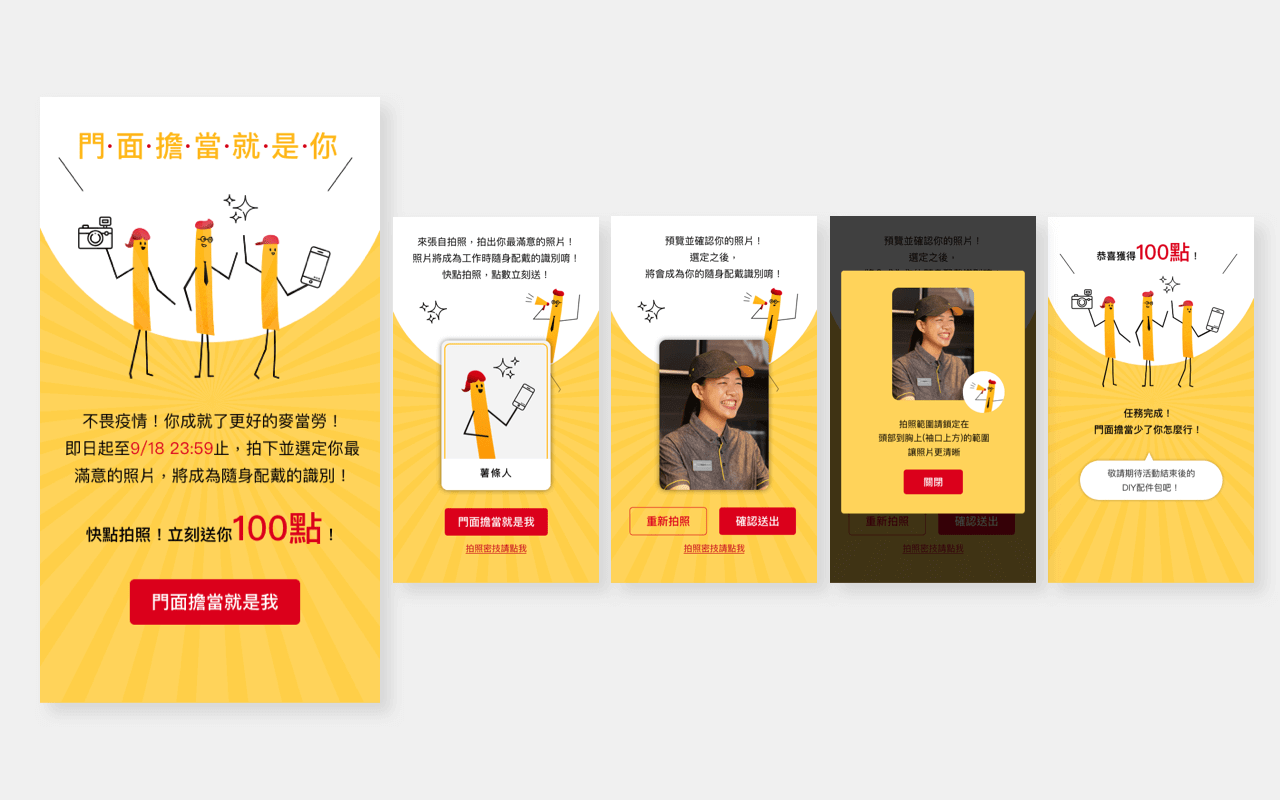 門·面·擔·當·就·是·你
不畏疫情！你成就了更好的麥當勞！
即日起至9/18 23:59止，拍下並選定你最
滿意的照片，將成為隨身配戴的識別！
快點拍照！立刻送你100點！
門面擔當就是我
來張自拍照，拍出你最滿意的照片！
照片將成為工作時隨身配戴的識別唷！
快點拍照，點數立刻送！
薯條人
門面擔當就是我
拍照密技請點我
預覽並確認你的照片！
選定之後，
將會成為你的隨身配戴識別唷！
重新拍照
確認送出
拍照密技請點我
預覽並確認你的照片！
選定之後，
拍照範圍請鎖定在
頭部到胸上(袖口上方)的範圍
讓照片更清晰
關閉
重新拍照
確認送出
拍照密技請點我
恭喜獲得100點！
任務完成！
門面擔當少了你怎麼行！
敬請期待活動結束後的
DIY配件包吧！